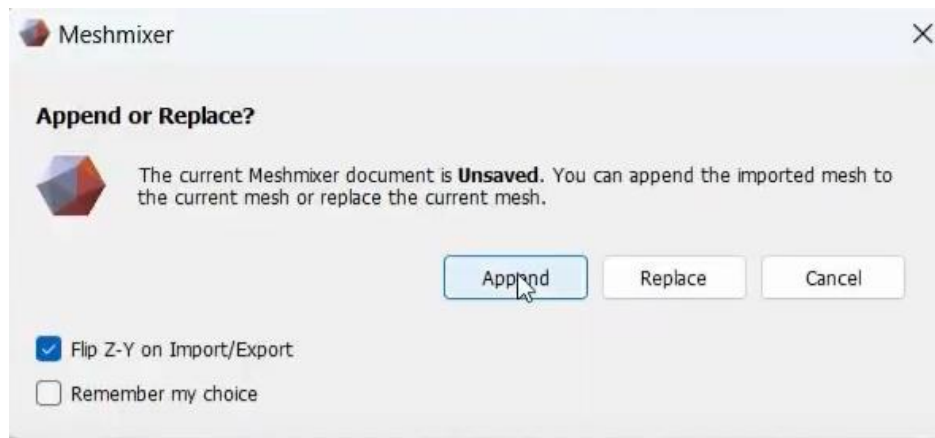 Meshmixer
Append or Replace?
The current Meshmixer document is Unsaved. You can append the imported mesh to
the current mesh or replace the current mesh.
Append Replace Cancel
Flip Z-Y on Import/Export
Remember my choice